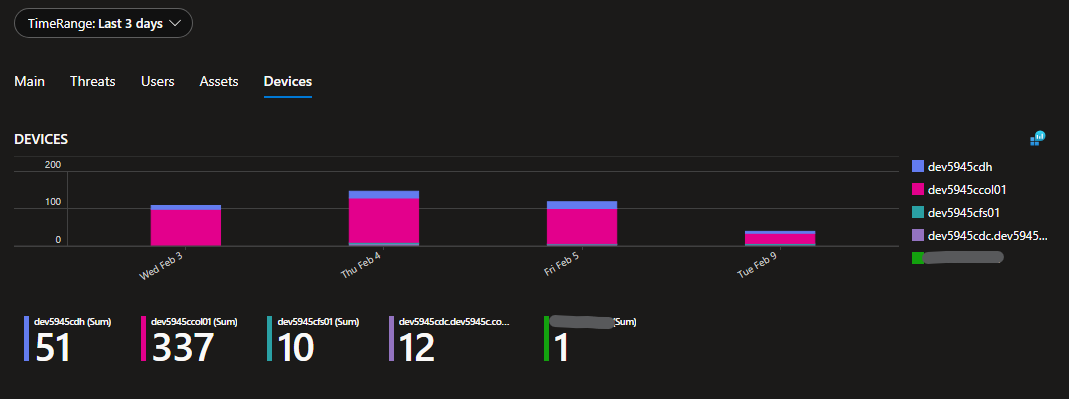 TimeRange: Last 3 days
Main Threats Users Assets Devices
DEVICES
200
100
0
Wed Feb 3
Thu Feb 4
Fri Feb 5
Tue Feb 9
dev5945cdh
dev5945ccol01
dev5945cfs01
dev5945cdc.dev5945...
dev5945cdh (Sum)
51
dev5945ccol01 (Sum)
337
dev5945cfs01 (Sum)
10
dev5945cdc.dev5945c.co...
12
(Sum)
1